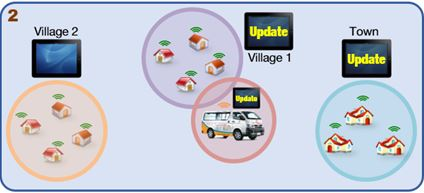 2
Village 2
Update
Village 1
Town
Update
Update